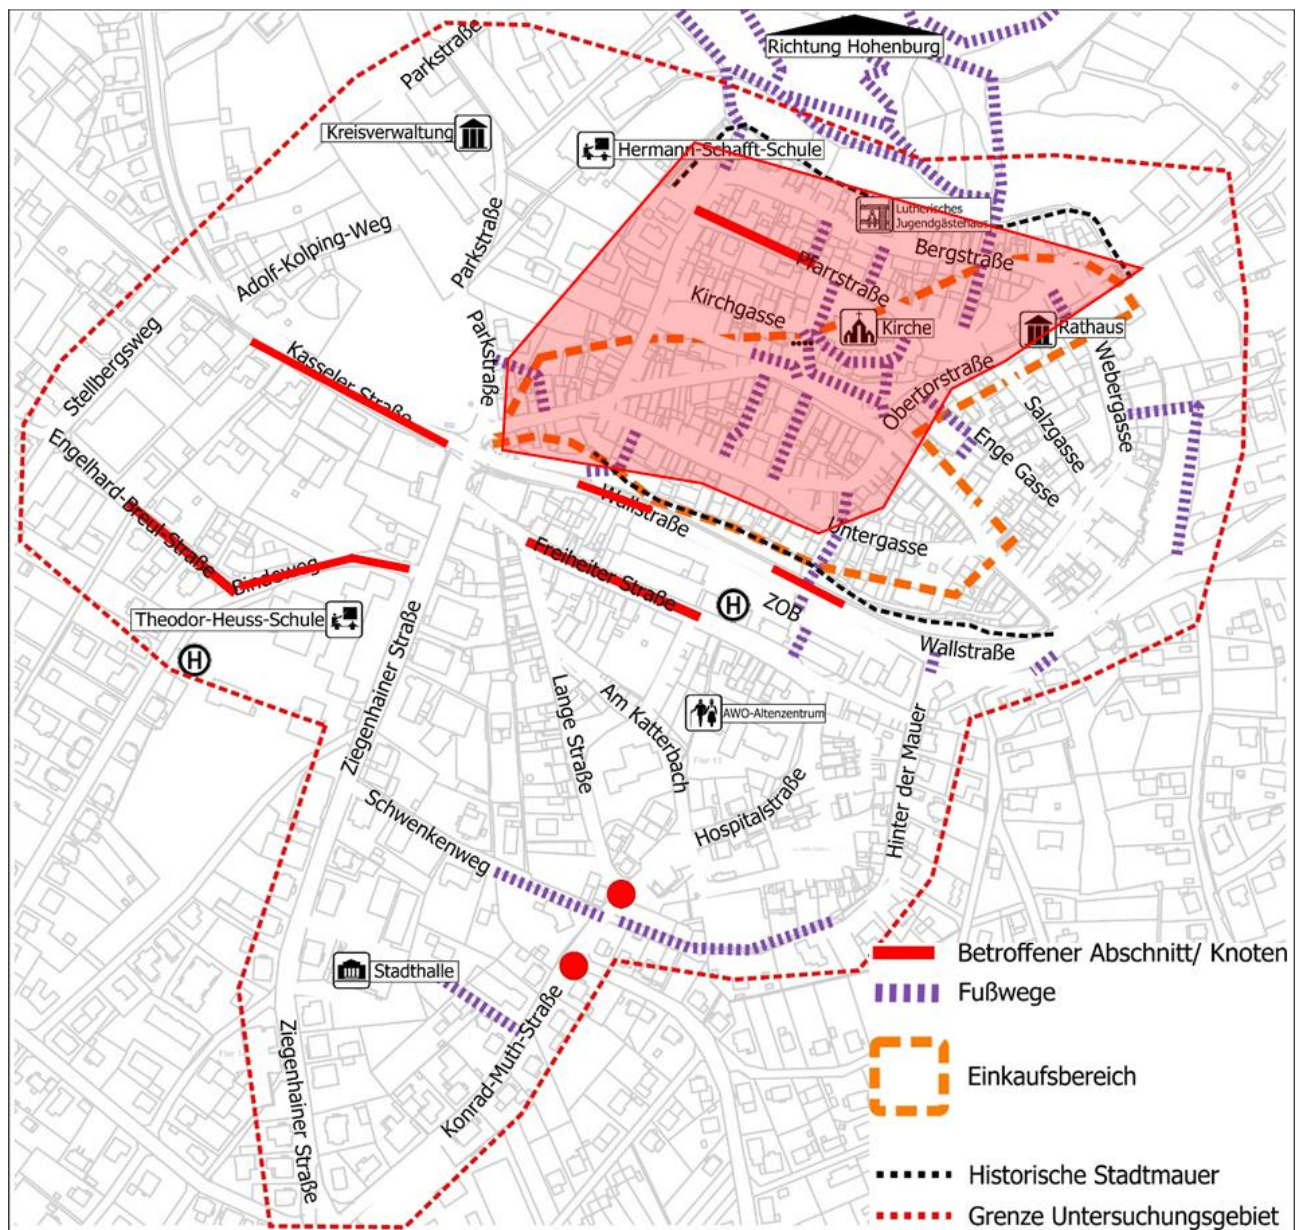 Richtung Hohenburg
Parkstraße
Kreisverwaltung
Hermann-Schafft-Schule
Lutherisches
Jugendgästehaus
Parkstraße
Adolf-Kolping-Weg
Bergstraße
Pfarrstraße
Kirchgasse
Kirche
Rathaus
Parkstraße
Stellbergsweg
Kasseler Straße
Obertorstraße
Webergasse
Salzgasse
Enge Gasse
Engelhard-Breul-Straße
Bindeweg
Wallstraße
Untergasse
Freiheiter Straße
H
ZOB
Theodor-Heuss-Schule
H
Wallstraße
Ziegenhainer Straße
Lange Straße
Am Katterbach
AWO-Altenzentrum
Flur 13
Hinter der Mauer
Hospitalstraße
Schwenkenweg
Stadthalle
Konrad-Muth-Straße
Ziegenhainer Straße
Betroffener Abschnitt/ Knoten
Fußwege
Einkaufsbereich
Historische Stadtmauer
Grenze Untersuchungsgebiet